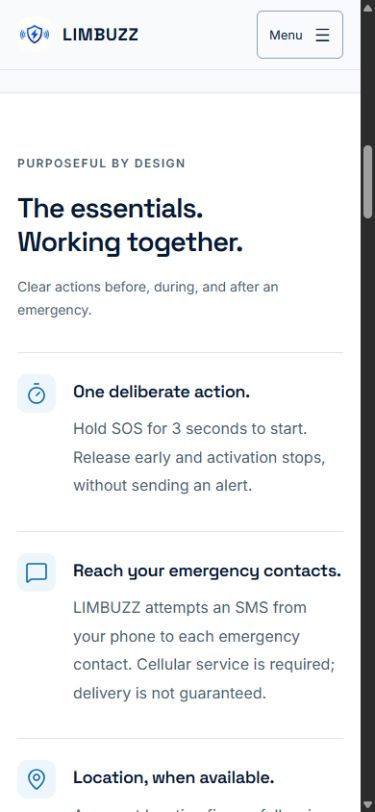 LIMBUZZ
Menu
PURPOSEFUL BY DESIGN
The essentials.
Working together.
Clear actions before, during, and after an
emergency.
One deliberate action.
Hold SOS for 3 seconds to start.
Release early and activation stops,
without sending an alert.
Reach your emergency contacts.
LIMBUZZ attempts an SMS from
your phone to each emergency
contact. Cellular service is required;
delivery is not guaranteed.
Location, when available.